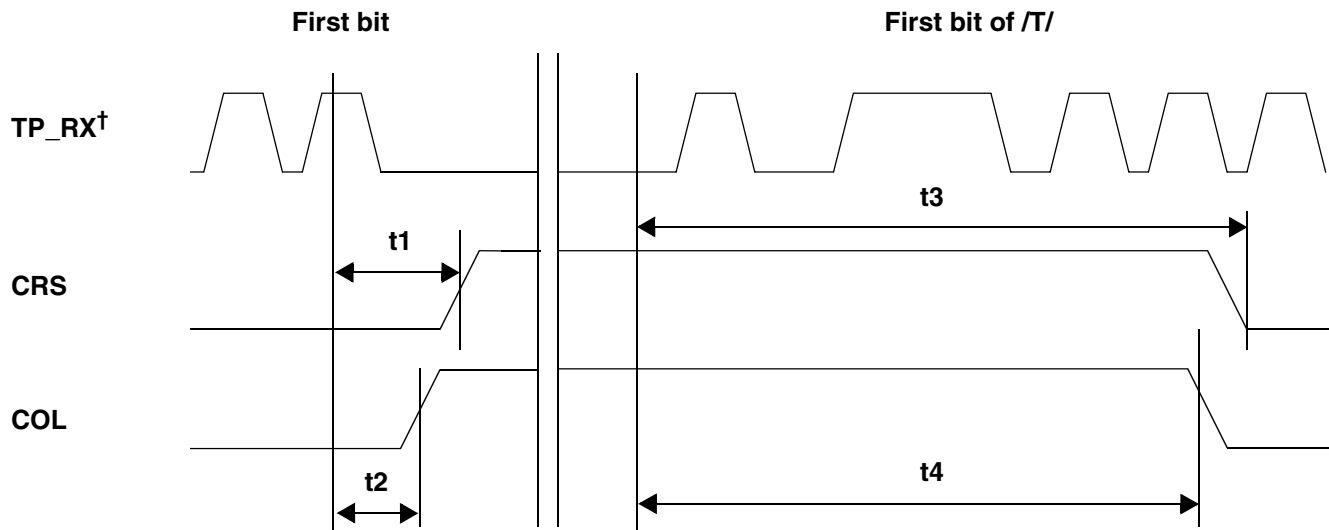 First bit
First bit of /T/
TP_RX†
t3
t1
CRS
COL
t2
t4